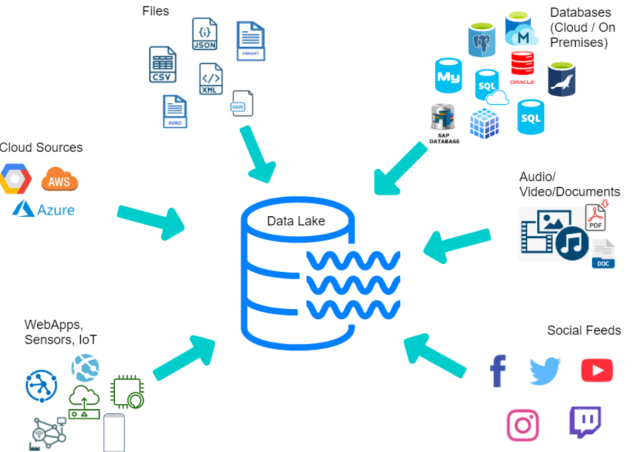 Files
{i}
JSON
PARQUET
CSV
</>
XML
AVRO
RAW
Databases
(Cloud / On
Premises)
M
ORACLE
My
SQL
SQL
SAP
DATABASE
Cloud Sources
AWS
Azure
Audio/
Video/Documents
PDF
DOC
Data Lake
WebApps,
Sensors, IoT
Social Feeds